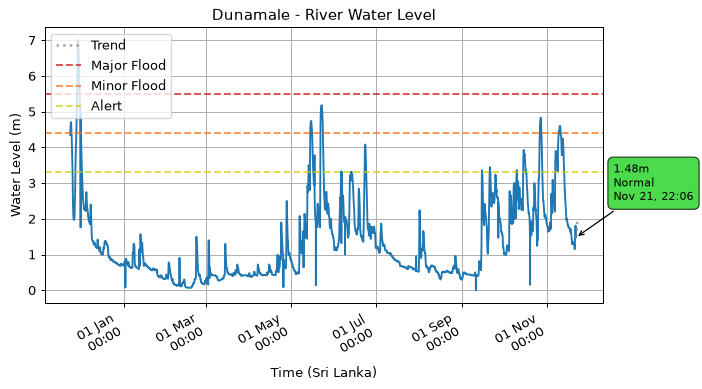 Dunamale - River Water Level
Water Level (m)
7
6
5
4
3
2
1
0
Trend
Major Flood
Minor Flood
Alert
1.48m
Normal
Nov 21, 22:06
01 Jan
00:00
01 Mar
00:00
01 May
00:00
01 Jul
00:00
01 Sep
00:00
01 Nov
00:00
Time (Sri Lanka)